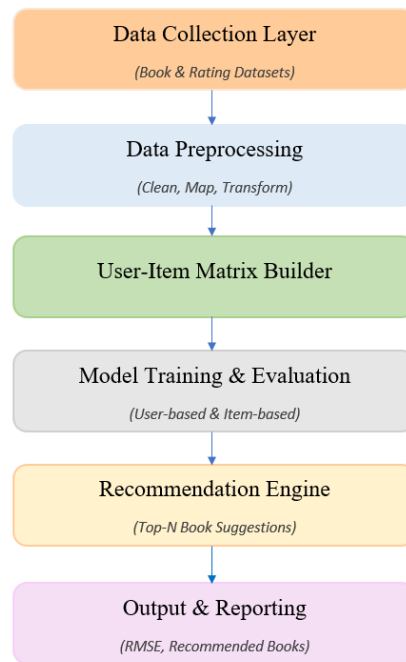 Data Collection Layer
(Book & Rating Datasets)
Data Preprocessing
(Clean, Map, Transform)
User-Item Matrix Builder
Model Training & Evaluation
(User-based & Item-based)
Recommendation Engine
(Top-N Book Suggestions)
Output & Reporting
(RMSE, Recommended Books)